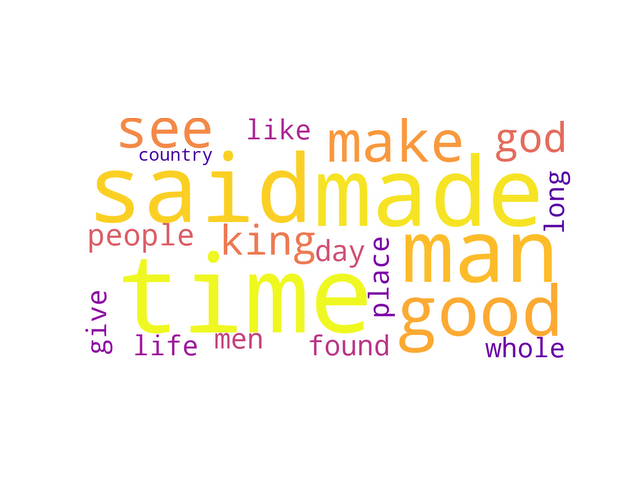 see
like
make
god
country
said
made
long
people
king
day
man
place
time
good
give
life
men
found
whole